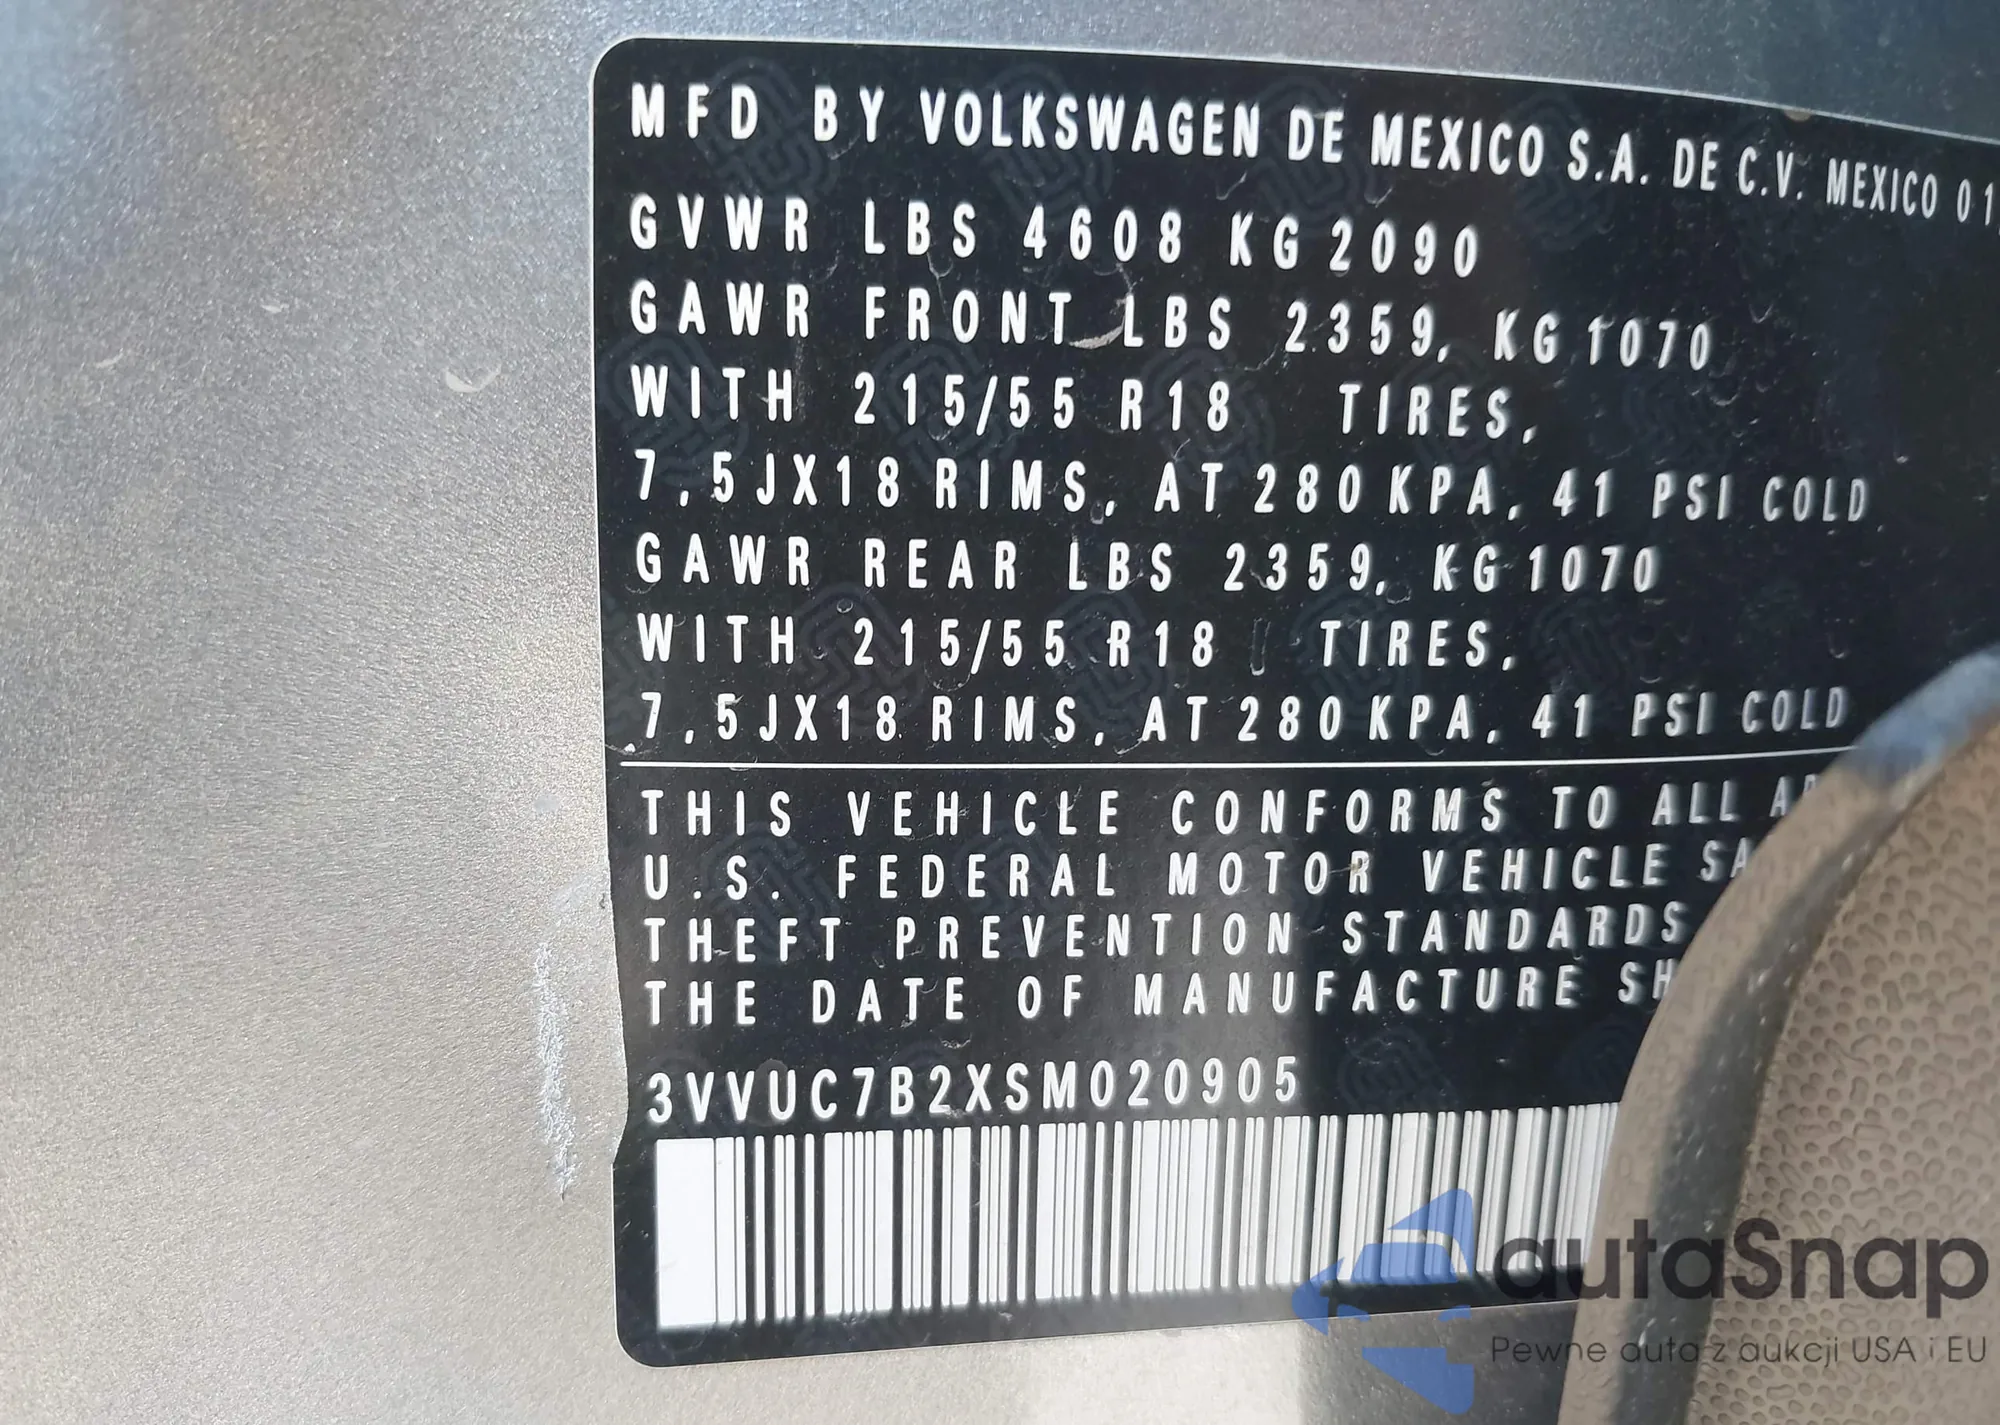 MFD BY VOLKSWAGEN DE MEXICO S.A. DE C.V. MEXICO 01
GVWR LBS 4608 KG 2090
GAWR FRONT LBS 2359, KG 1070
WITH 215/55 R18 TIRES,
7,5JX18 RIMS, AT 280 KPA, 41 PSI COLD
GAWR REAR LBS 2359, KG 1070
WITH 215/55 R18 TIRES,
7,5JX18 RIMS, AT 280 KPA, 41 PSI COLD
THIS VEHICLE CONFORMS TO ALL
U.S. FEDERAL MOTOR VEHICLE
THEFT PREVENTION STANDARDS
THE DATE OF MANUFACTURE
3VVUC7B2XSM020905
autaSnap
Pewne auta z aukcji USA i EU